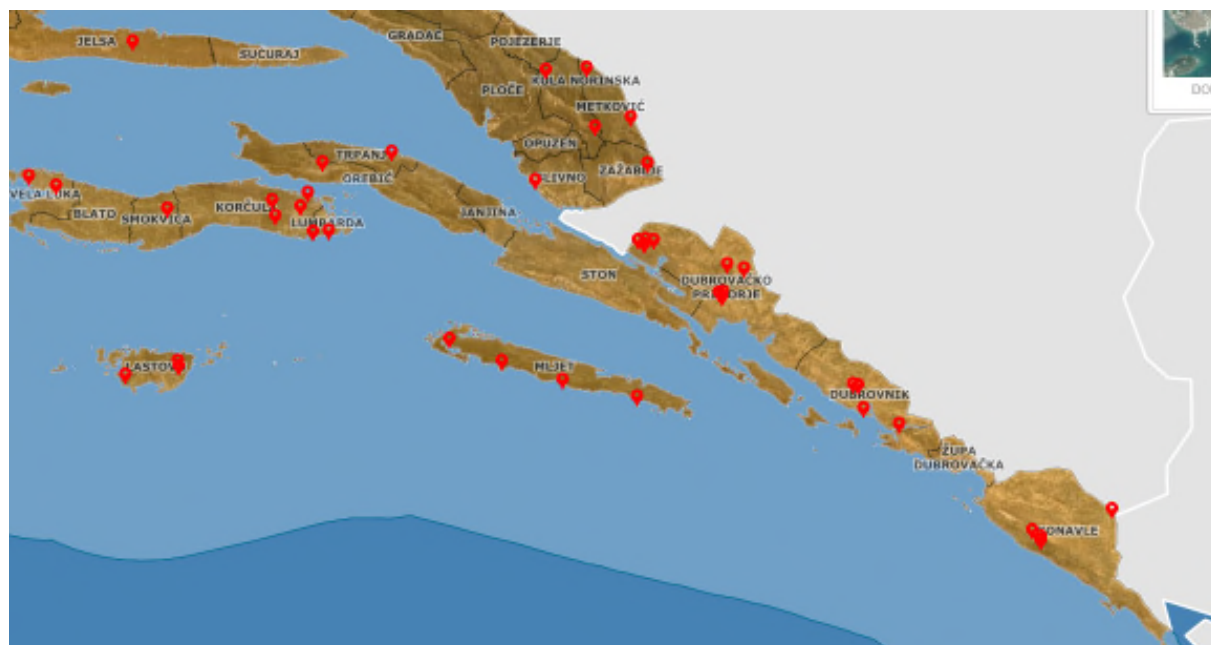 GRADAC
POJEZERJE
JELSA
SUĆURAJ
KULA NORINSKA
PLOČE
DO
METKOVIĆ
OPUZEN
TRPANJ
ZAŽABLJE
OREBIĆ
SLIVNO
VELA LUKA
BLATO
SMOKVICA
KORČULA
LUMBARDA
JANJINA
STON
DUBROVAČKO
PRIMORJE
LASTOVO
MLJET
DUBROVNIK
ŽUPA
DUBROVAČKA
KONAVLE